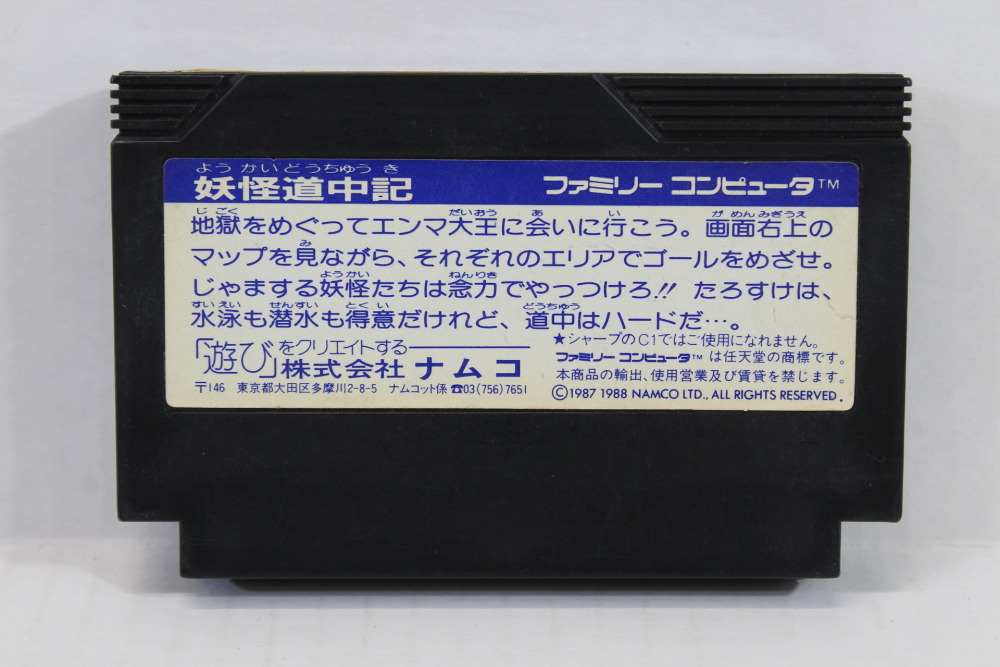 よう かい どうちゅう き
妖怪道中記 ファミリー コンピュータ™
じごく だいおう あ い が めんみぎうえ
地獄をめぐってエンマ大王に会いに行こう。画面右上の
み
マップを見ながら、それぞれのエリアでゴールをめざせ。
ようかい ねんりき
じゃまする妖怪たちは念力でやっつけろ!! たろすけは、
すいえい せんすい とくい どうちゅう
水泳も潜水も得意だけれど、道中はハードだ…。
「遊び」をクリエイトする
株式会社 ナムコ
〒146 東京都大田区多摩川2-8-5 ナムコット係 ☎03(756)7651
★シャープのC1ではご使用になれません。
ファミリー コンピュータ™ は任天堂の商標です。
本商品の輸出、使用営業及び賃貸を禁じます。
©1987 1988 NAMCO LTD., ALL RIGHTS RESERVED.